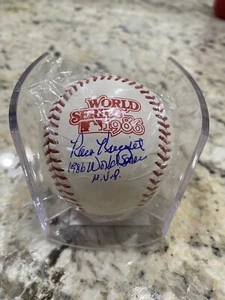 WORLD
SERIES
1986
Ray Knight
1986 World Series
M.V.P.